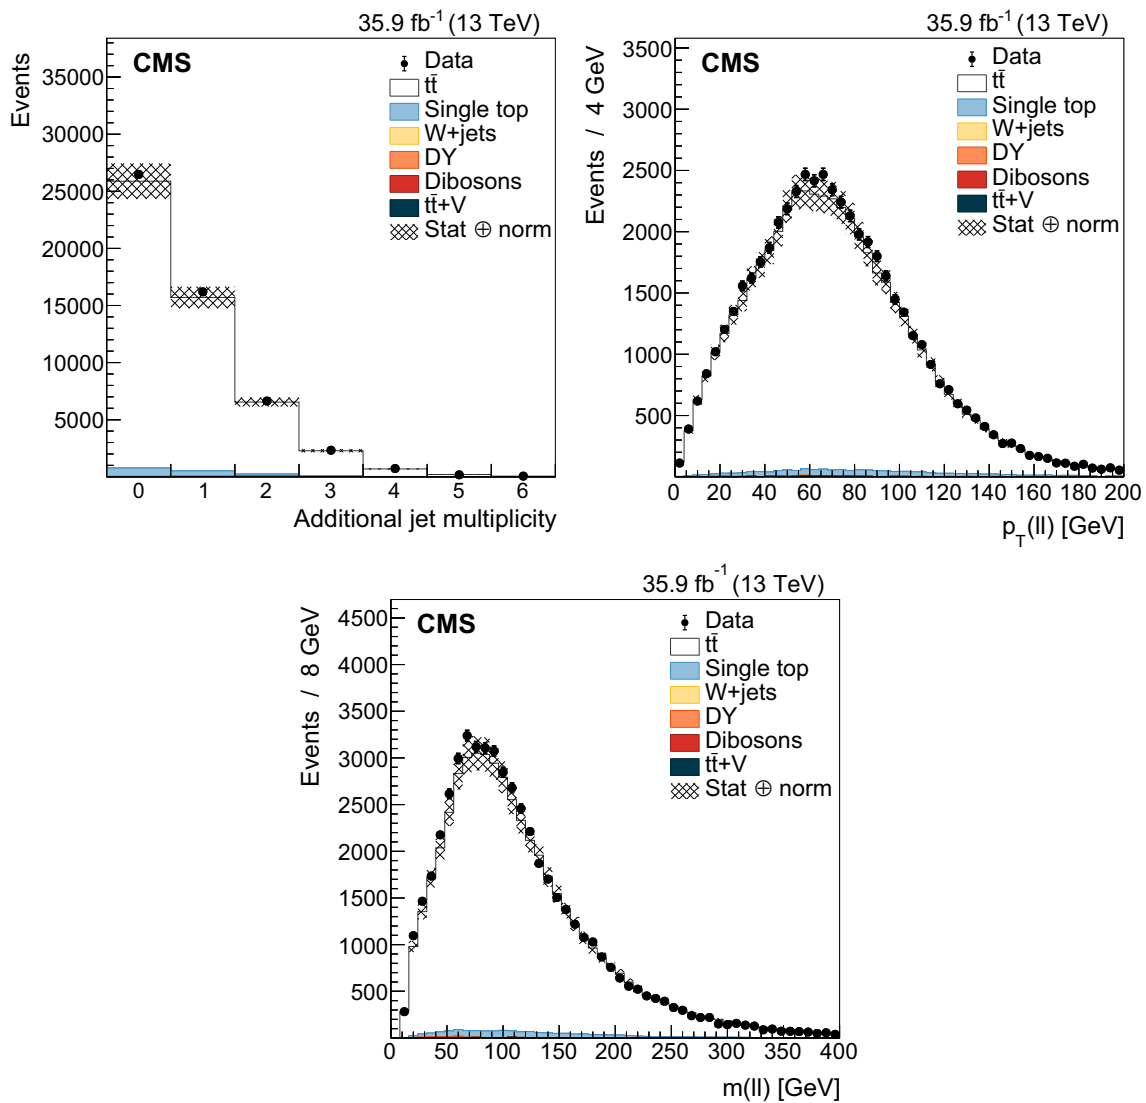 35.9 fb⁻¹ (13 TeV)
CMS
Events
35000
30000
25000
20000
15000
10000
5000
Data
tt̄
Single top
W+jets
DY
Dibosons
tt̄+V
Stat ⊕ norm
0 1 2 3 4 5 6
Additional jet multiplicity
35.9 fb⁻¹ (13 TeV)
CMS
Events / 4 GeV
3500
3000
2500
2000
1500
1000
500
Data
tt̄
Single top
W+jets
DY
Dibosons
tt̄+V
Stat ⊕ norm
0 20 40 60 80 100 120 140 160 180 200
p_T(ll) [GeV]
35.9 fb⁻¹ (13 TeV)
CMS
Events / 8 GeV
4500
4000
3500
3000
2500
2000
1500
1000
500
Data
tt̄
Single top
W+jets
DY
Dibosons
tt̄+V
Stat ⊕ norm
0 50 100 150 200 250 300 350 400
m(ll) [GeV]